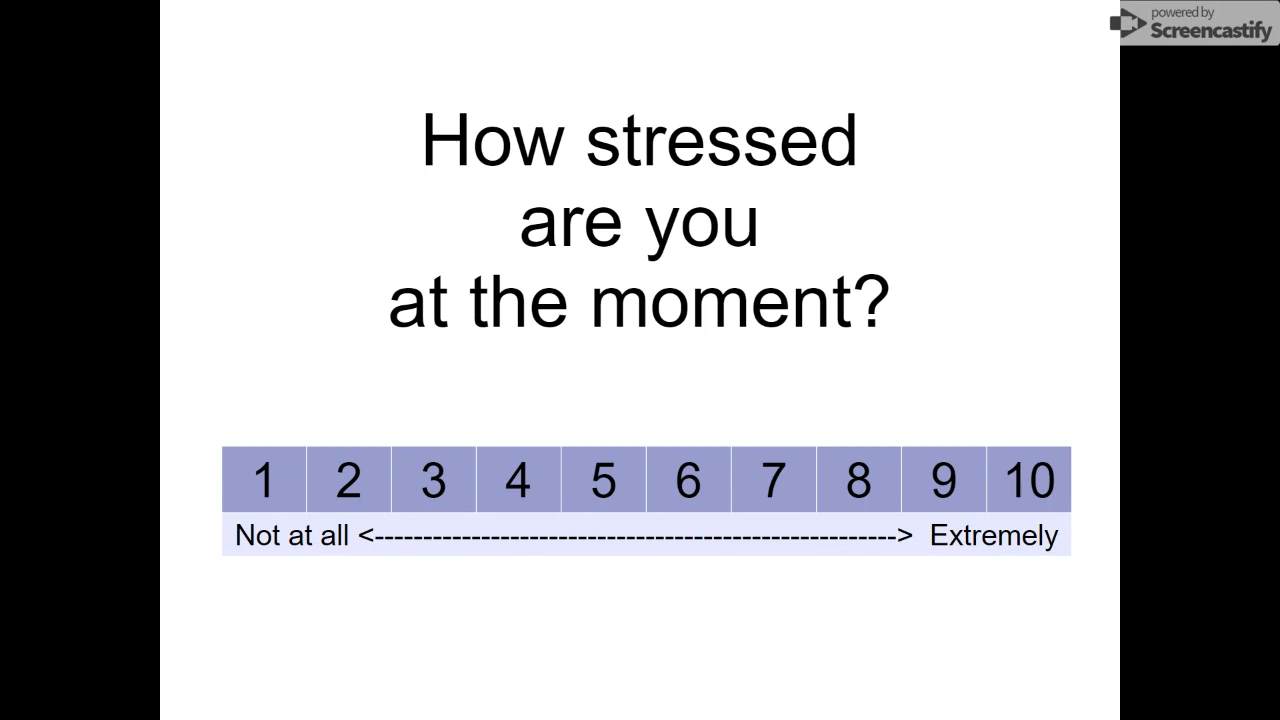 powered by
Screencastify
How stressed
are you
at the moment?
1 2 3 4 5 6 7 8 9 10
Not at all <------------------------------------------------------> Extremely